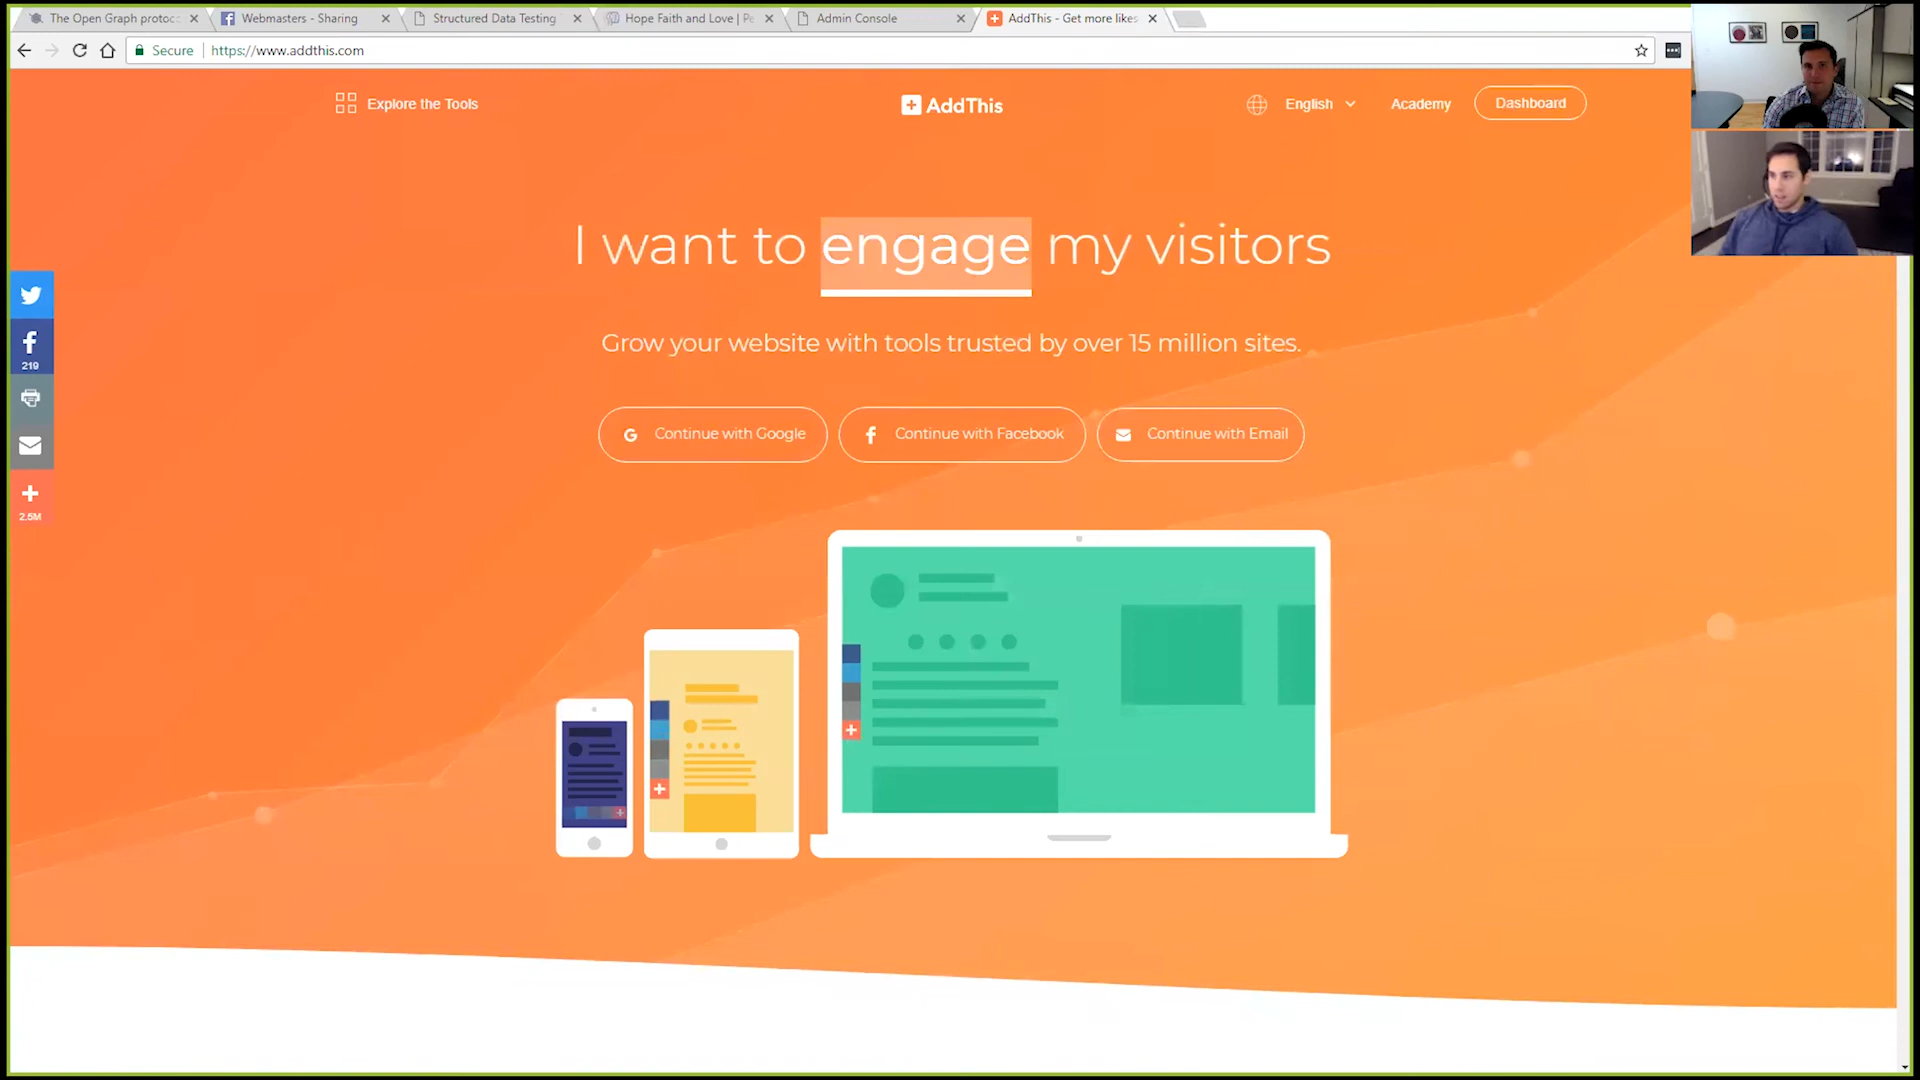 The Open Graph protoc
Webmasters - Sharing
Structured Data Testing
Hope Faith and Love | Pe
Admin Console
AddThis - Get more likes
Secure
https://www.addthis.com
Explore the Tools
AddThis
English
Academy
Dashboard
I want to engage my visitors
Grow your website with tools trusted by over 15 million sites.
219
Continue with Google
Continue with Facebook
Continue with Email
2.5M